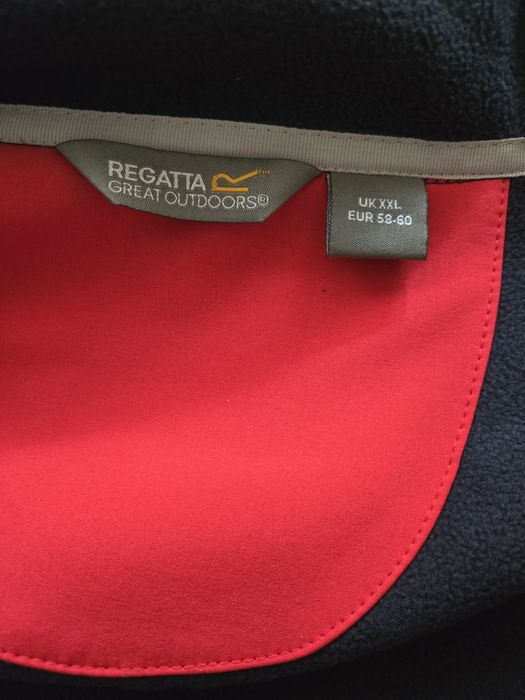 REGATTA
GREAT OUTDOORS®
UK XXL
EUR 58-60